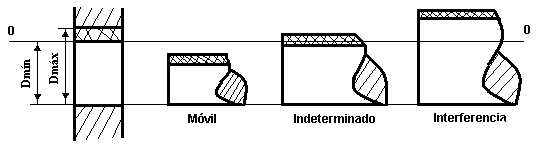 0
0
Dmín
Dmáx
Móvil
Indeterminado
Interferencia